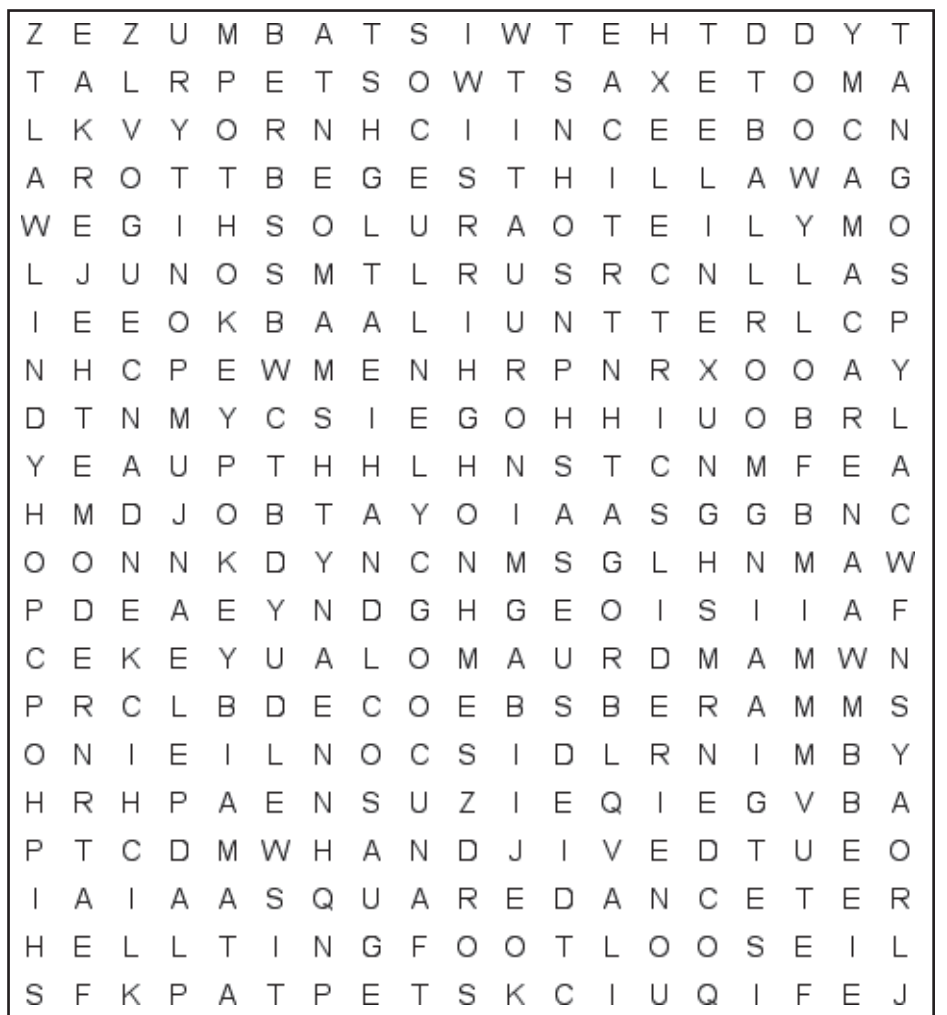 Z E Z U M B A T S I W T E H T D D Y T
T A L R P E T S O W T S A X E T O M A
L K V Y O R N H C I I N C E E B O C N
A R O T T B E G E S T H I L L A W A G
W E G I H S O L U R A O T E I L Y M O
L J U N O S M T L R U S R C N L L A S
I E E O K B A A L I U N T T E R L C P
N H C P E W M E N H R P N R X O O A Y
D T N M Y C S I E G O H H I U O B R L
Y E A U P T H H L H N S T C N M F E A
H M D J O B T A Y O I A A S G G B N C
O O N N K D Y N C N M S G L H N M A W
P D E A E Y N D G H G E O I S I I A F
C E K E Y U A L O M A U R D M A M W N
P R C L B D E C O E B S B E R A M M S
O N I E I L N O C S I D L R N I M B Y
H R H P A E N S U Z I E Q I E G V B A
P T C D M W H A N D J I V E D T U E O
I A I A A S Q U A R E D A N C E T E R
H E L L T I N G F O O T L O O S E I L
S F K P A T P E T S K C I U Q I F E J